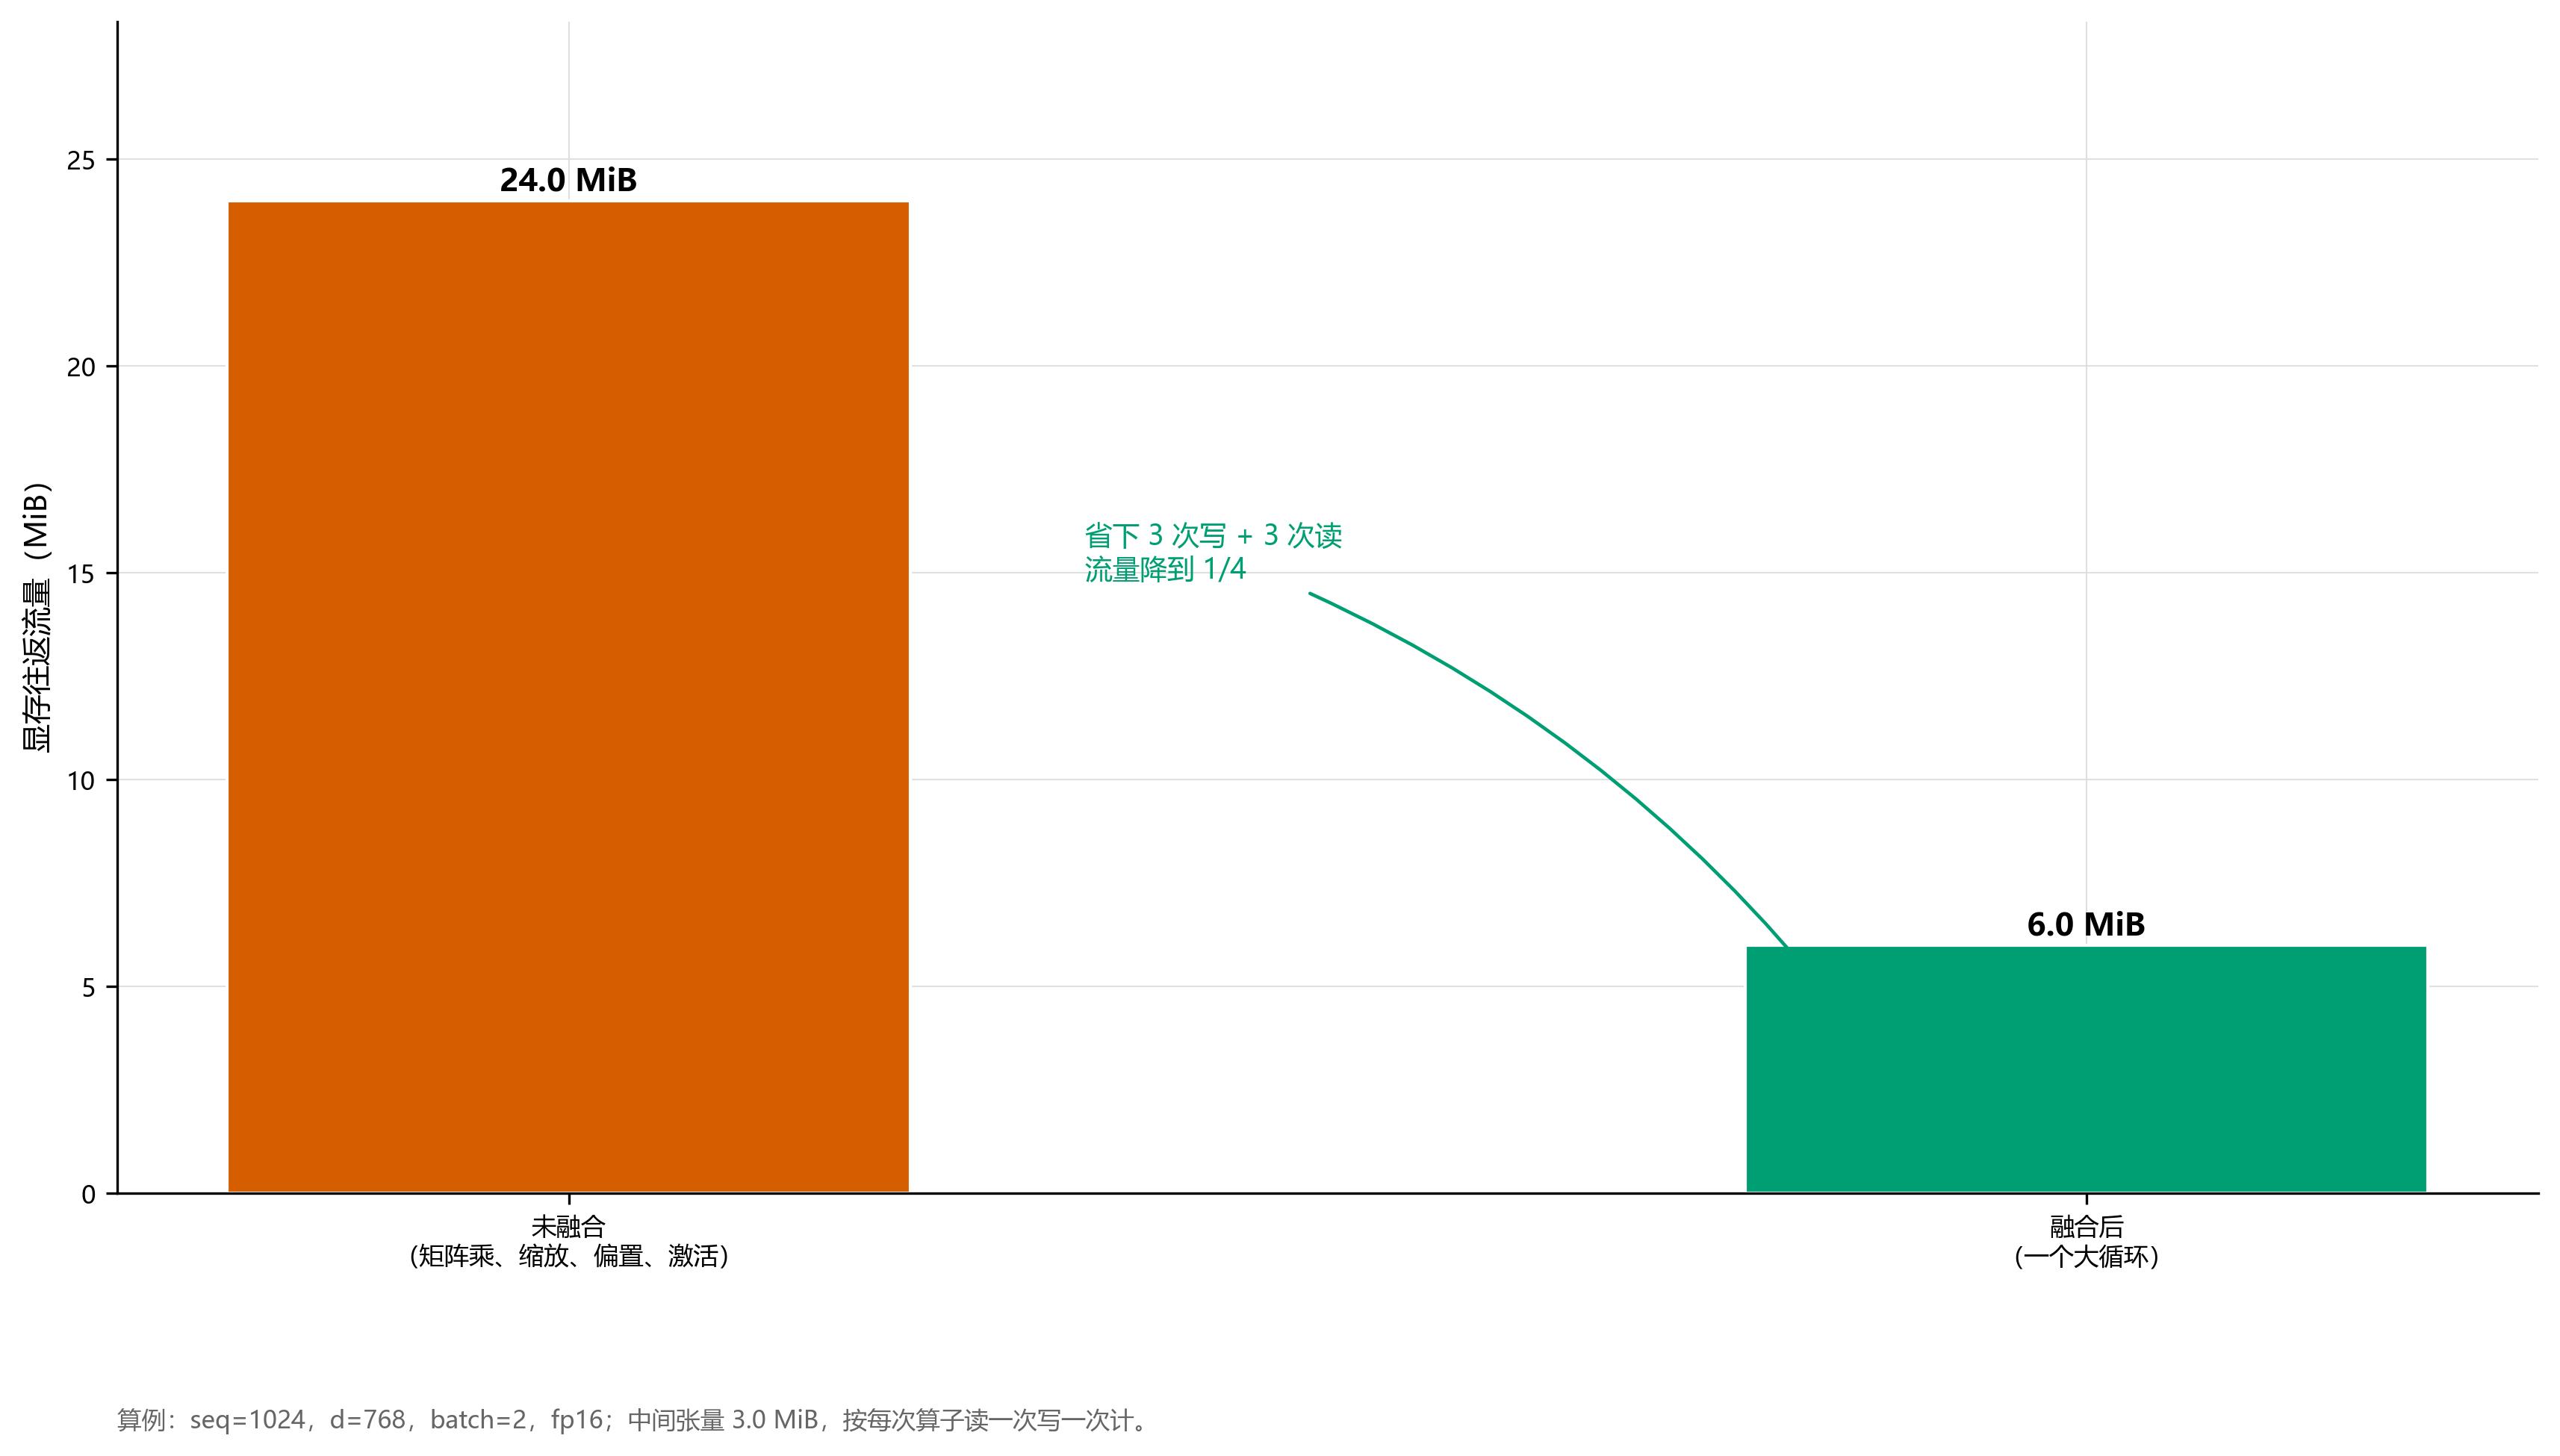 显存往返流量（MiB）
25
20
15
10
5
0
24.0 MiB
省下 3 次写 + 3 次读
流量降到 1/4
6.0 MiB
未融合
（矩阵乘、缩放、偏置、激活）
融合后
（一个大循环）
算例：seq=1024，d=768，batch=2，fp16；中间张量 3.0 MiB，按每次算子读一次写一次计。